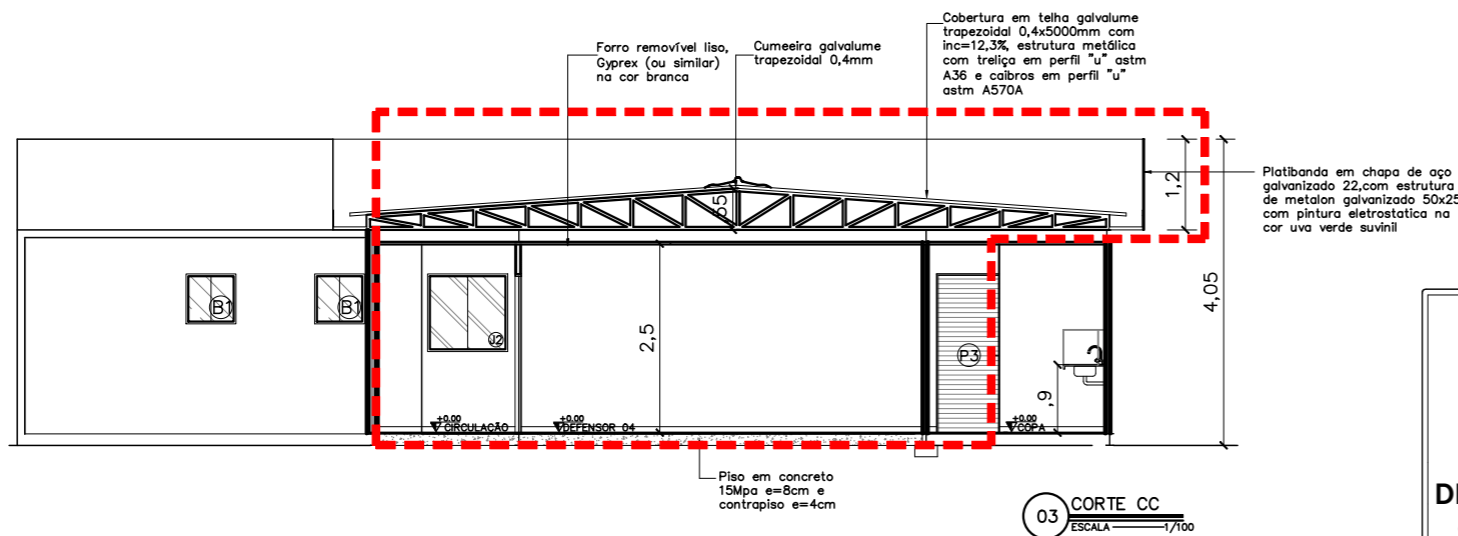 Cobertura em telha galvalume
trapezoidal 0,4x5000mm com
inc=12,3%, estrutura metálica
com treliça em perfil "u" astm
A36 e caibros em perfil "u"
astm A570A
Forro removível liso,
Gyprex (ou similar)
na cor branca
Cumeeira galvalume
trapezoidal 0,4mm
Platibanda em chapa de aço
galvanizado 22,com estrutura
de metalon galvanizado 50x25
com pintura eletrostatica na
cor uva verde suvinil
1,2
4,05
B1
B1
J2
2,5
P3
,9
+0.00
CIRCULAÇÃO
+0.00
DEFENSOR 04
+0.00
COPA
Piso em concreto
15Mpa e=8cm e
contrapiso e=4cm
03
CORTE CC
ESCALA 1/100